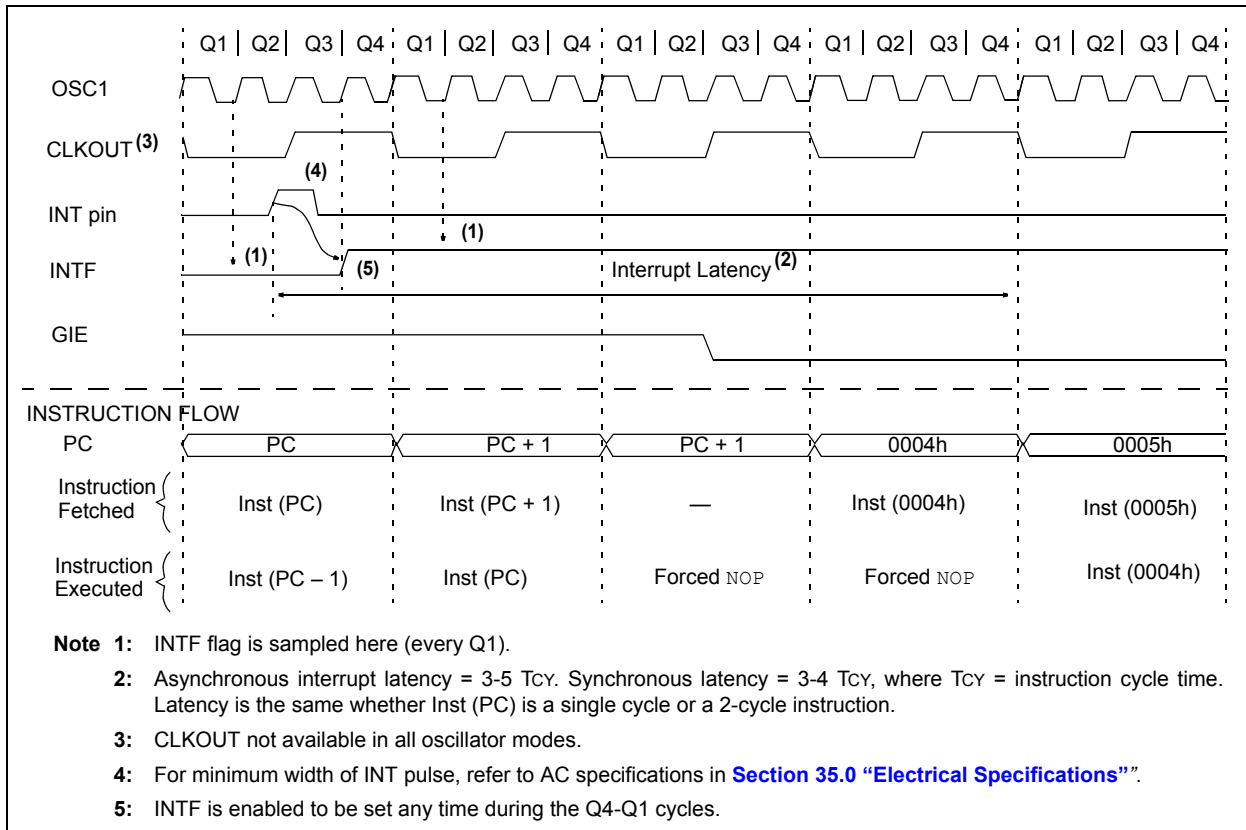 Q1 Q2 Q3 Q4 Q1 Q2 Q3 Q4 Q1 Q2 Q3 Q4 Q1 Q2 Q3 Q4 Q1 Q2 Q3 Q4
OSC1
CLKOUT (3)
(4)
INT pin
(1)
(1)
INTF
(5)
Interrupt Latency (2)
GIE
INSTRUCTION FLOW
PC PC PC + 1 PC + 1 0004h 0005h
Instruction
Fetched
Inst (PC) Inst (PC + 1) — Inst (0004h) Inst (0005h)
Instruction
Executed
Inst (PC – 1) Inst (PC) Forced NOP Forced NOP Inst (0004h)
Note 1: INTF flag is sampled here (every Q1).
2: Asynchronous interrupt latency = 3-5 TCY. Synchronous latency = 3-4 TCY, where TCY = instruction cycle time.
Latency is the same whether Inst (PC) is a single cycle or a 2-cycle instruction.
3: CLKOUT not available in all oscillator modes.
4: For minimum width of INT pulse, refer to AC specifications in Section 35.0 “Electrical Specifications””.
5: INTF is enabled to be set any time during the Q4-Q1 cycles.